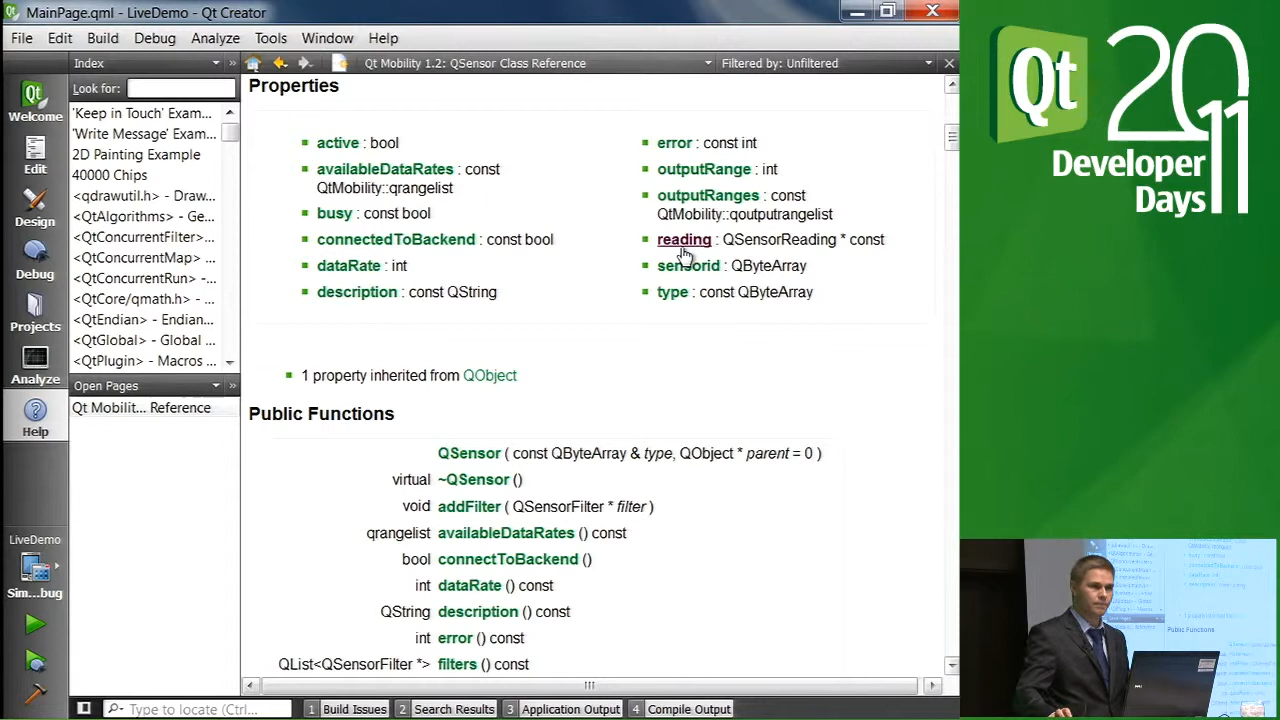 MainPage.qml - LiveDemo - Qt Creator
File Edit Build Debug Analyze Tools Window Help
Index
Qt Mobility 1.2: QSensor Class Reference
Filtered by: Unfiltered
Qt
Welcome
Edit
Design
Debug
Projects
Analyze
Help
LiveDemo
Sim...bug
Look for:
'Keep in Touch' Exam...
'Write Message' Exam...
2D Painting Example
40000 Chips
<qdrawutil.h> - Draw...
<QtAlgorithms> - Ge...
<QtConcurrentFilter>...
<QtConcurrentMap> ...
<QtConcurrentRun> - ...
<QtCore/qmath.h> - ...
<QtEndian> - Endian...
<QtGlobal> - Global ...
<QtPlugin> - Macros ...
Open Pages
Qt Mobilit... Reference
Properties
active : bool
availableDataRates : const
QtMobility::qrangelist
busy : const bool
connectedToBackend : const bool
dataRate : int
description : const QString
error : const int
outputRange : int
outputRanges : const
QtMobility::qoutputrangelist
reading : QSensorReading * const
sensorid : QByteArray
type : const QByteArray
1 property inherited from QObject
Public Functions
QSensor ( const QByteArray & type, QObject * parent = 0 )
virtual ~QSensor ()
void addFilter ( QSensorFilter * filter )
qrangelist availableDataRates () const
bool connectToBackend ()
int dataRate () const
QString description () const
int error () const
QList<QSensorFilter *> filters () const
Type to locate (Ctrl...
1 Build Issues 2 Search Results 3 Application Output 4 Compile Output
Qt
2011
Developer
Days
Public Functions